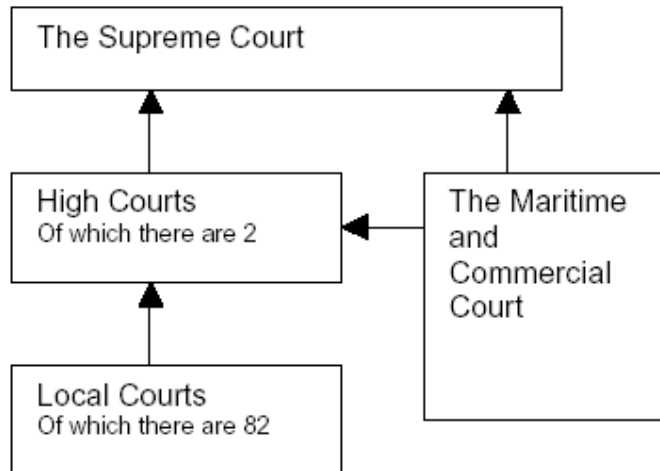 The Supreme Court
High Courts
Of which there are 2
The Maritime
and
Commercial
Court
Local Courts
Of which there are 82